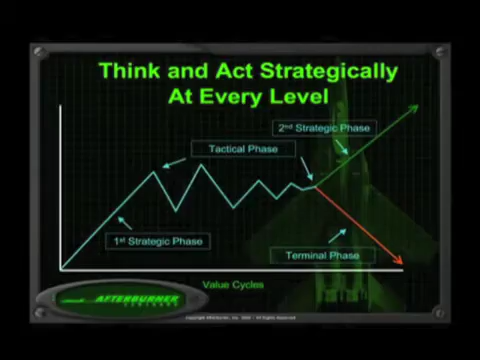 Think and Act Strategically
At Every Level
2nd Strategic Phase
Tactical Phase
1st Strategic Phase
Terminal Phase
Value Cycles
AFTERBURNER